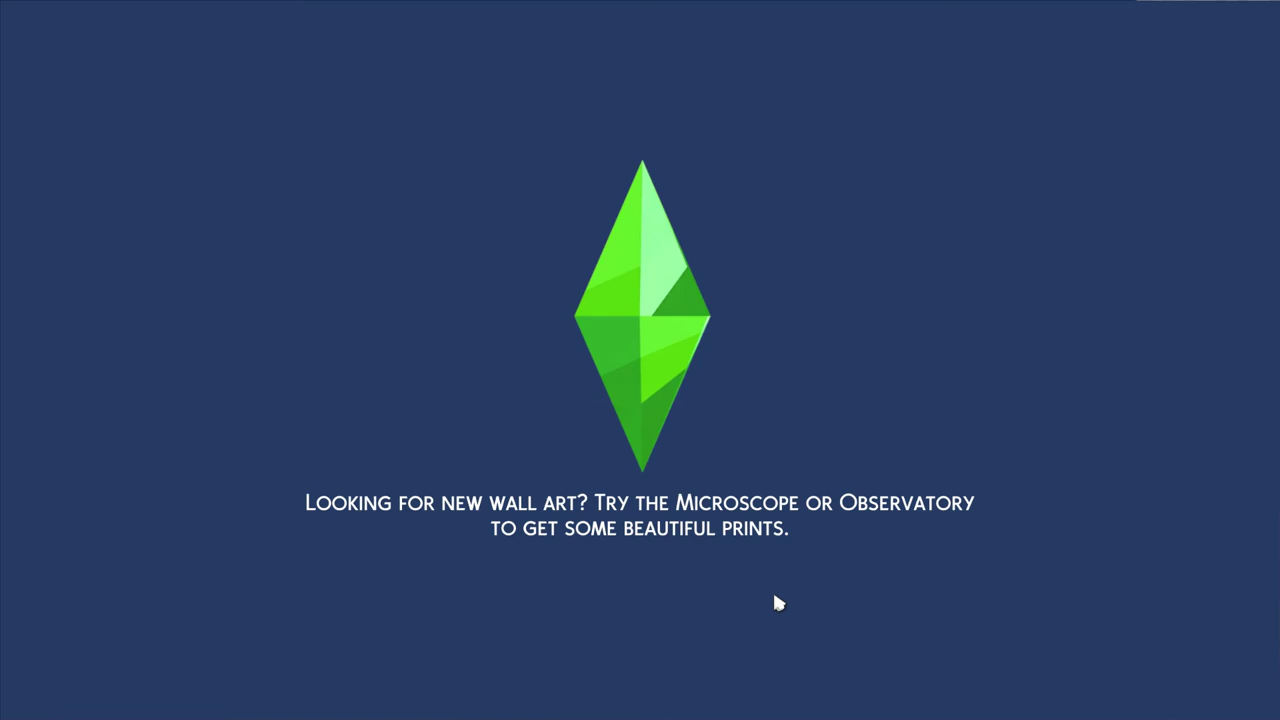 Looking for new wall art? Try the Microscope or Observatory
to get some beautiful prints.